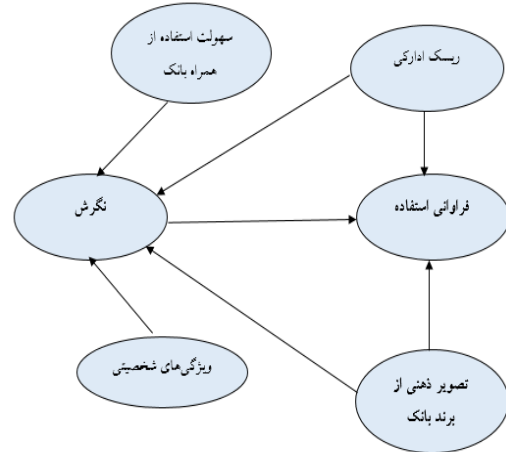 سهولت استفاده از
همراه بانک
ریسک ادارکی
نگرش
فراوانی استفاده
ویژگی‌های شخصیتی
تصویر ذهنی از
برند بانک